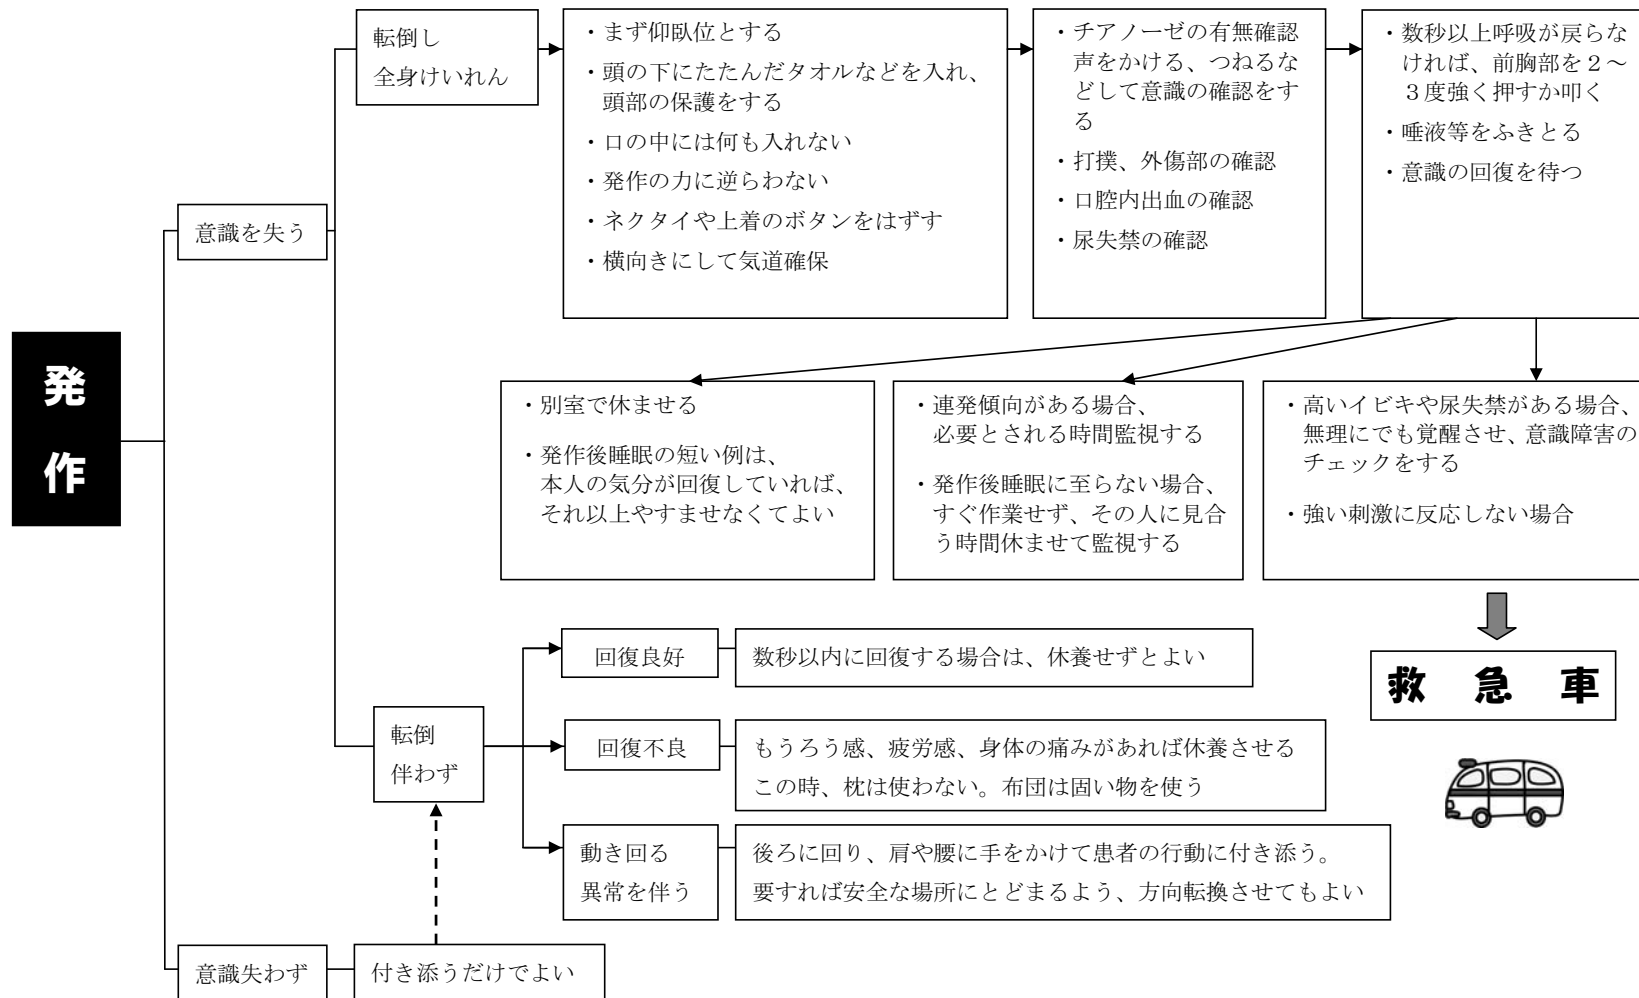 発
作
意識を失う
転倒し
全身けいれん
・まず仰臥位とする
・頭の下にたたんだタオルなどを入れ、
頭部の保護をする
・口の中には何も入れない
・発作の力に逆らわない
・ネクタイや上着のボタンをはずす
・横向きにして気道確保
・チアノーゼの有無確認
声をかける、つねるな
どして意識の確認をす
る
・打撲、外傷部の確認
・口腔内出血の確認
・尿失禁の確認
・数秒以上呼吸が戻らな
ければ、前胸部を２～
３度強く押すか叩く
・唾液等をふきとる
・意識の回復を待つ
・別室で休ませる
・発作後睡眠の短い例は、
本人の気分が回復していれば、
それ以上やすませなくてよい
・連発傾向がある場合、
必要とされる時間監視する
・発作後睡眠に至らない場合、
すぐ作業せず、その人に見合
う時間休ませて監視する
・高いイビキや尿失禁がある場合、
無理にでも覚醒させ、意識障害の
チェックをする
・強い刺激に反応しない場合
救急車
転倒
伴わず
回復良好
数秒以内に回復する場合は、休養せずとよい
回復不良
もうろう感、疲労感、身体の痛みがあれば休養させる
この時、枕は使わない。布団は固い物を使う
動き回る
異常を伴う
後ろに回り、肩や腰に手をかけて患者の行動に付き添う。
要すれば安全な場所にとどまるよう、方向転換させてもよい
意識失わず
付き添うだけでよい